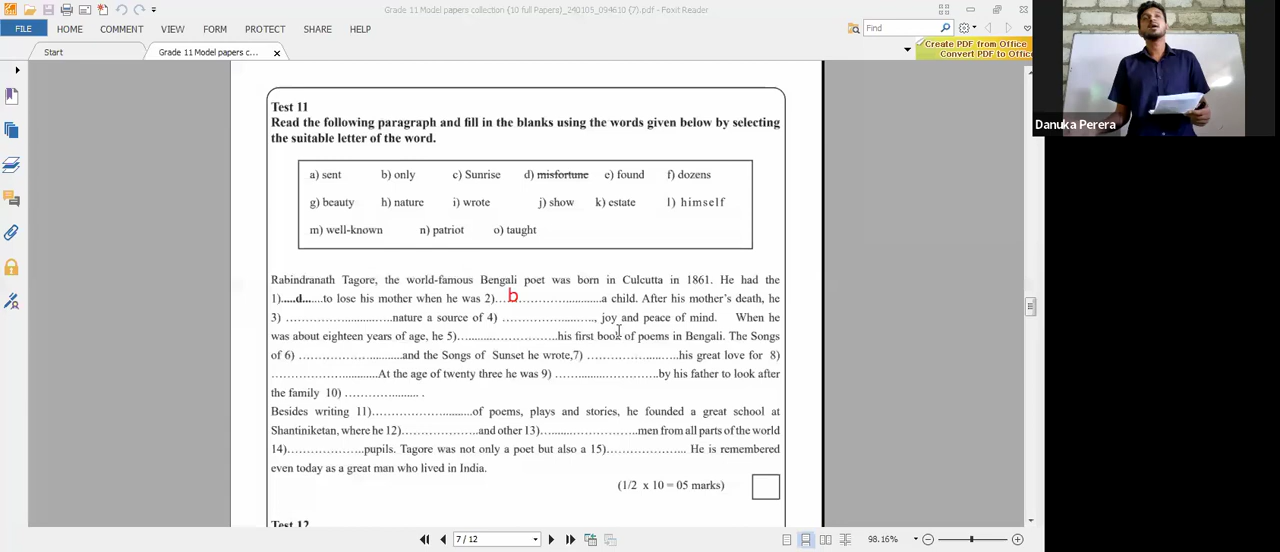 Grade 11 Model papers collection (10 full Papers)_240105_094610 (7).pdf - Foxit Reader
FILE HOME COMMENT VIEW FORM PROTECT SHARE HELP
Find
Start Grade 11 Model papers c...
Create PDF from Office
Convert PDF to Offic
Danuka Perera
Test 11
Read the following paragraph and fill in the blanks using the words given below by selecting
the suitable letter of the word.
a) sent b) only c) Sunrise d) misfortune e) found f) dozens
g) beauty h) nature i) wrote j) show k) estate l) himself
m) well-known n) patriot o) taught
Rabindranath Tagore, the world-famous Bengali poet was born in Culcutta in 1861. He had the
1).....d.......to lose his mother when he was 2)....b........................a child. After his mother's death, he
3) ..........................nature a source of 4) ........................, joy and peace of mind. When he
was about eighteen years of age, he 5)..........................his first book of poems in Bengali. The Songs
of 6) ..........................and the Songs of Sunset he wrote,7) ........................his great love for 8)
..........................At the age of twenty three he was 9) ..........................by his father to look after
the family 10) .................... .
Besides writing 11)..........................of poems, plays and stories, he founded a great school at
Shantiniketan, where he 12)....................and other 13)..........................men from all parts of the world
14)....................pupils. Tagore was not only a poet but also a 15)...................... He is remembered
even today as a great man who lived in India.
(1/2 x 10 = 05 marks)
Test 12
7 / 12 98.16%